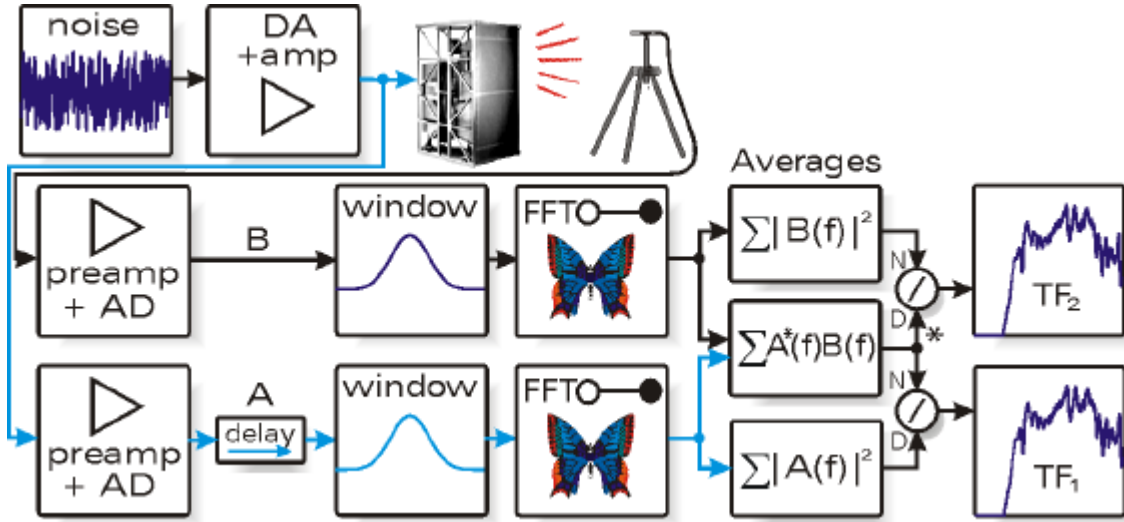 noise
DA
+amp
Averages
preamp
+ AD
B
window
FFT
∑|B(f)|²
N
D
*
TF₂
∑A*(f)B(f)
preamp
+ AD
A
delay
window
FFT
∑|A(f)|²
N
D
TF₁